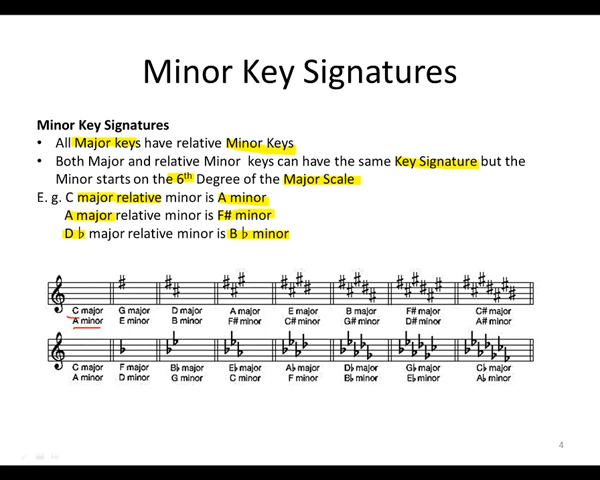 Minor Key Signatures
Minor Key Signatures
• All Major keys have relative Minor Keys
• Both Major and relative Minor keys can have the same Key Signature but the
Minor starts on the 6th Degree of the Major Scale
E. g. C major relative minor is A minor
A major relative minor is F# minor
D ♭ major relative minor is B ♭ minor
C major G major D major A major E major B major F# major C# major
A minor E minor B minor F# minor C# minor G# minor D# minor A# minor
C major F major B♭ major E♭ major A♭ major D♭ major G♭ major C♭ major
A minor D minor G minor C minor F minor B♭ minor E♭ minor A♭ minor
4